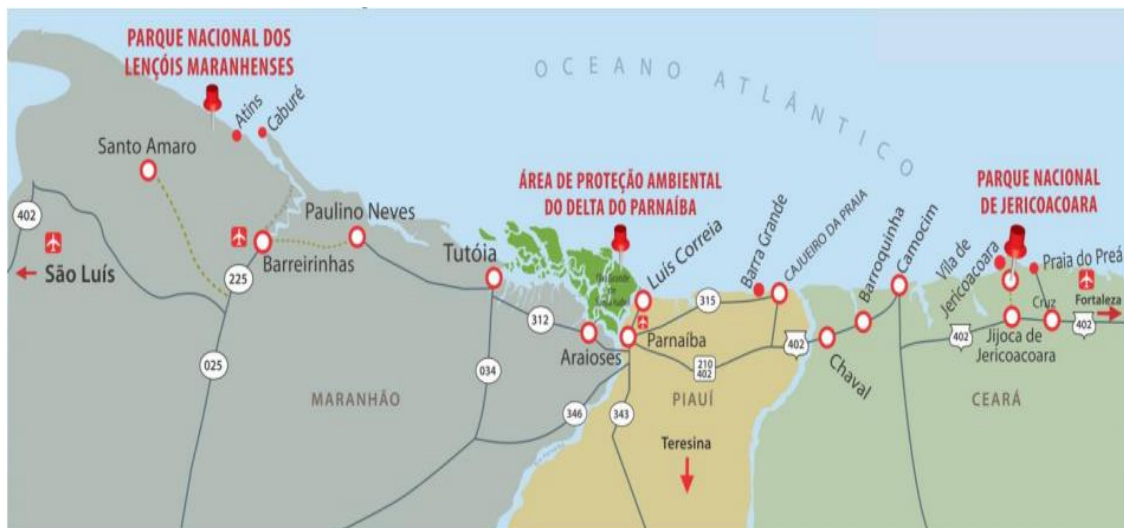 PARQUE NACIONAL DOS
LENÇÓIS MARANHENSES
OCEANO ATLÂNTICO
Atins
Caburé
Santo Amaro
ÁREA DE PROTEÇÃO AMBIENTAL
DO DELTA DO PARNAÍBA
PARQUE NACIONAL
DE JERICOACOARA
402
São Luís
Barreirinhas
225
Paulino Neves
Tutóia
Luís Correia
Barra Grande
CAJUEIRO DA PRAIA
Barroquinha
Camocim
Vila de
Jericoacoara
Praia do Preá
Fortaleza
312
Araioses
Parnaíba
315
402
Chaval
402
Jijoca de
Jericoacoara
Cruz
402
025
034
MARANHÃO
346
343
210
402
PIAUÍ
CEARÁ
Teresina